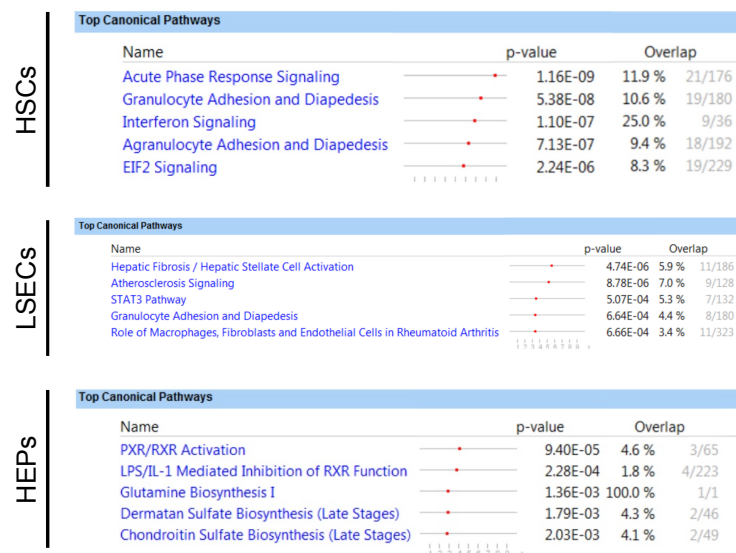 HSCs
Top Canonical Pathways
Name p-value Overlap
Acute Phase Response Signaling 1.16E-09 11.9 % 21/176
Granulocyte Adhesion and Diapedesis 5.38E-08 10.6 % 19/180
Interferon Signaling 1.10E-07 25.0 % 9/36
Agranulocyte Adhesion and Diapedesis 7.13E-07 9.4 % 18/192
EIF2 Signaling 2.24E-06 8.3 % 19/229
LSECs
Top Canonical Pathways
Name p-value Overlap
Hepatic Fibrosis / Hepatic Stellate Cell Activation 4.74E-06 5.9 % 11/186
Atherosclerosis Signaling 8.78E-06 7.0 % 9/128
STAT3 Pathway 5.07E-04 5.3 % 7/132
Granulocyte Adhesion and Diapedesis 6.64E-04 4.4 % 8/180
Role of Macrophages, Fibroblasts and Endothelial Cells in Rheumatoid Arthritis 6.66E-04 3.4 % 11/323
HEPs
Top Canonical Pathways
Name p-value Overlap
PXR/RXR Activation 9.40E-05 4.6 % 3/65
LPS/IL-1 Mediated Inhibition of RXR Function 2.28E-04 1.8 % 4/223
Glutamine Biosynthesis I 1.36E-03 100.0 % 1/1
Dermatan Sulfate Biosynthesis (Late Stages) 1.79E-03 4.3 % 2/46
Chondroitin Sulfate Biosynthesis (Late Stages) 2.03E-03 4.1 % 2/49